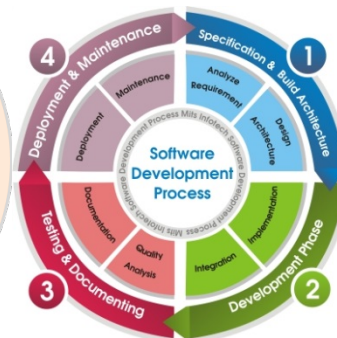 4
Deployment & Maintenance
Maintenance
Deployment
Specification & Build Architecture
1
Analyze
Requirement
Design
Architecture
Software Development Process Mits Infotech Software Development Process Mits Infotech
Software
Development
Process
Documentation
Quality
Analysis
Testing & Documenting
3
Implementation
Integration
Development Phase
2